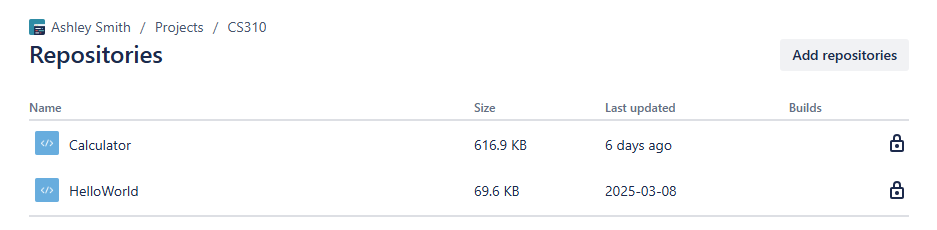 Ashley Smith / Projects / CS310
Repositories
Add repositories
Name Size Last updated Builds
</> Calculator 616.9 KB 6 days ago
</> HelloWorld 69.6 KB 2025-03-08